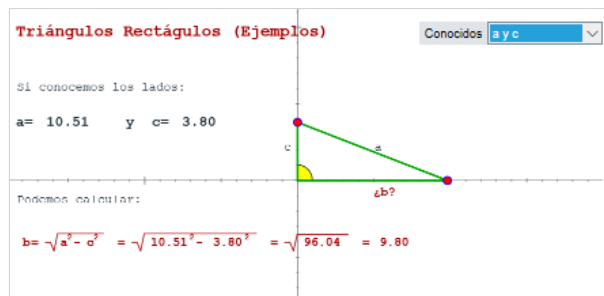 Triángulos Rectágulos (Ejemplos)
Conocidos a y c
Si conocemos los lados:
a= 10.51 y c= 3.80
c
a
¿b?
Podemos calcular:
b= √a²- c² = √10.51²- 3.80² = √96.04 = 9.80